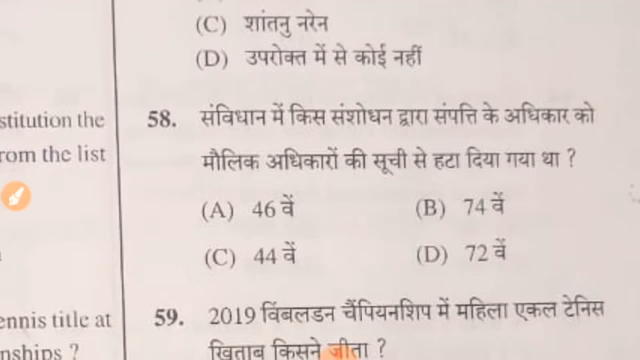 (C) शांतनु नरेन
(D) उपरोक्त में से कोई नहीं
stitution the
58. संविधान में किस संशोधन द्वारा संपत्ति के अधिकार को
rom the list
मौलिक अधिकारों की सूची से हटा दिया गया था ?
(A) 46 वें (B) 74 वें
(C) 44 वें (D) 72 वें
ennis title at
59. 2019 विंबलडन चैंपियनशिप में महिला एकल टेनिस
nships ?
खिताब किसने जीता ?